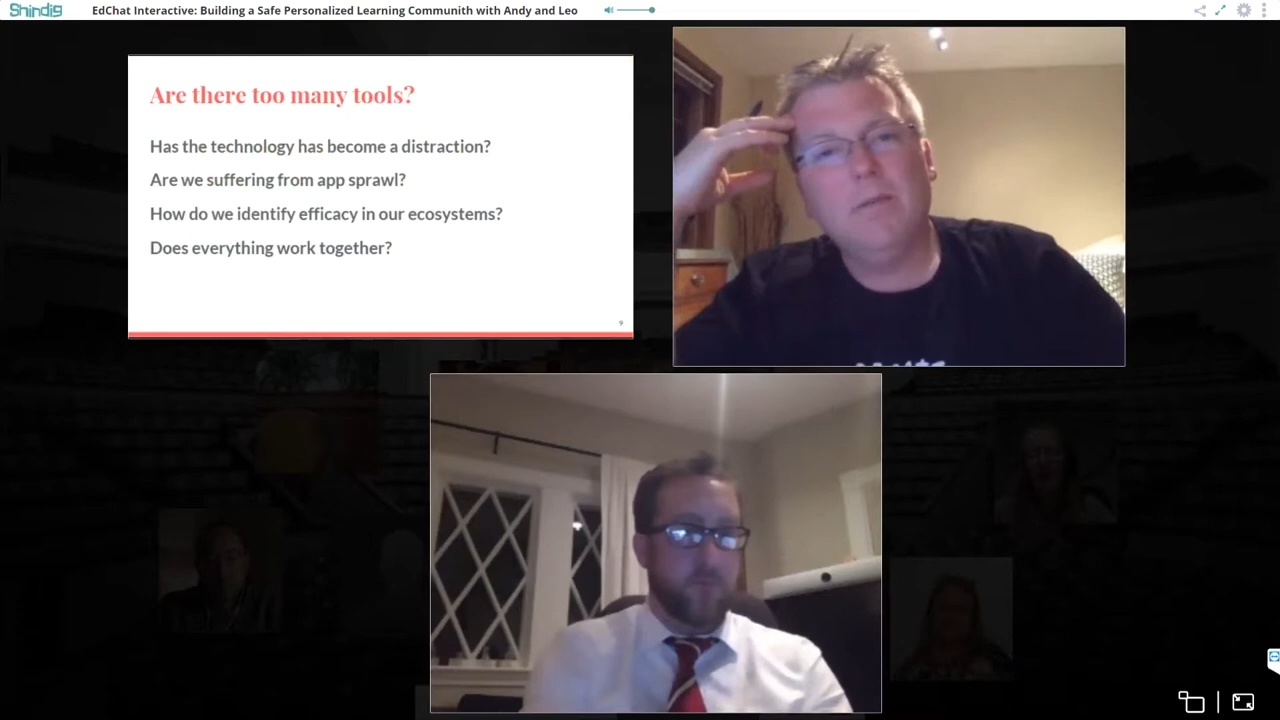 Shindig
EdChat Interactive: Building a Safe Personalized Learning Communith with Andy and Leo
Are there too many tools?
Has the technology has become a distraction?
Are we suffering from app sprawl?
How do we identify efficacy in our ecosystems?
Does everything work together?
9